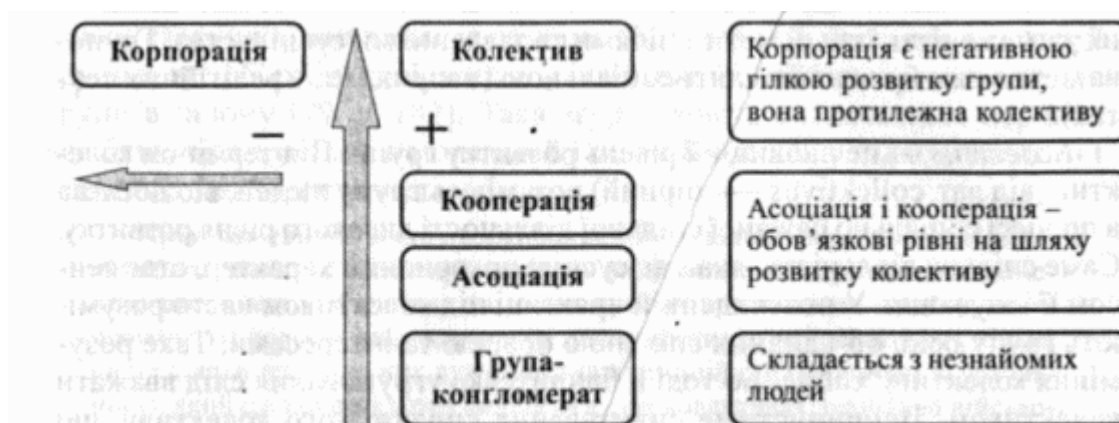 Корпорація
Колектив
Корпорація є негативною
гілкою розвитку групи,
вона протилежна колективу
−
+
Кооперація
Асоціація
Асоціація і кооперація –
обов'язкові рівні на шляху
розвитку колективу
Група-
конгломерат
Складається з незнайомих
людей